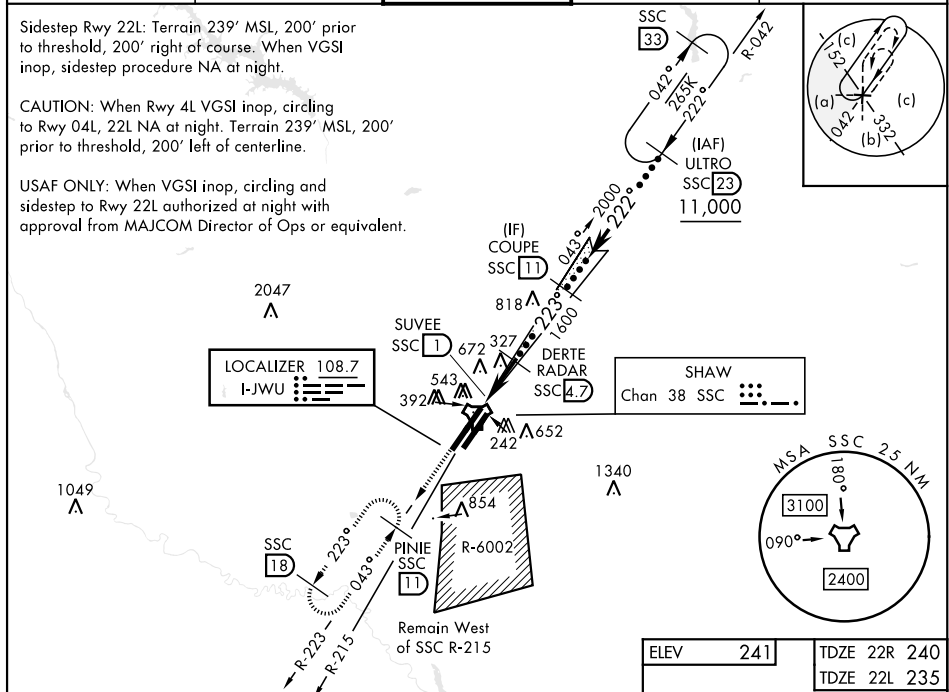 Sidestep Rwy 22L: Terrain 239' MSL, 200' prior
to threshold, 200' right of course. When VGSI
inop, sidestep procedure NA at night.
CAUTION: When Rwy 4L VGSI inop, circling
to Rwy 04L, 22L NA at night. Terrain 239' MSL, 200'
prior to threshold, 200' left of centerline.
USAF ONLY: When VGSI inop, circling and
sidestep to Rwy 22L authorized at night with
approval from MAJCOM Director of Ops or equivalent.
SSC
33
R-042
042°
265K
222°
(c)
152
(a)
(c)
042
332
(b)
(IAF)
ULTRO
SSC 23
11,000
2000
043°
222°
(IF)
COUPE
SSC 11
818
223°
1600
2047
SUVEE
SSC 1
672
327
DERTE
RADAR
SSC 4.7
LOCALIZER 108.7
I-JWU
543
392
242
652
SHAW
Chan 38 SSC
1340
1049
854
R-6002
SSC
18
223°
043°
PINIE
SSC
11
R-223
R-215
Remain West
of SSC R-215
MSA SSC 25 NM
180°
3100
090°
2400
ELEV 241
TDZE 22R 240
TDZE 22L 235